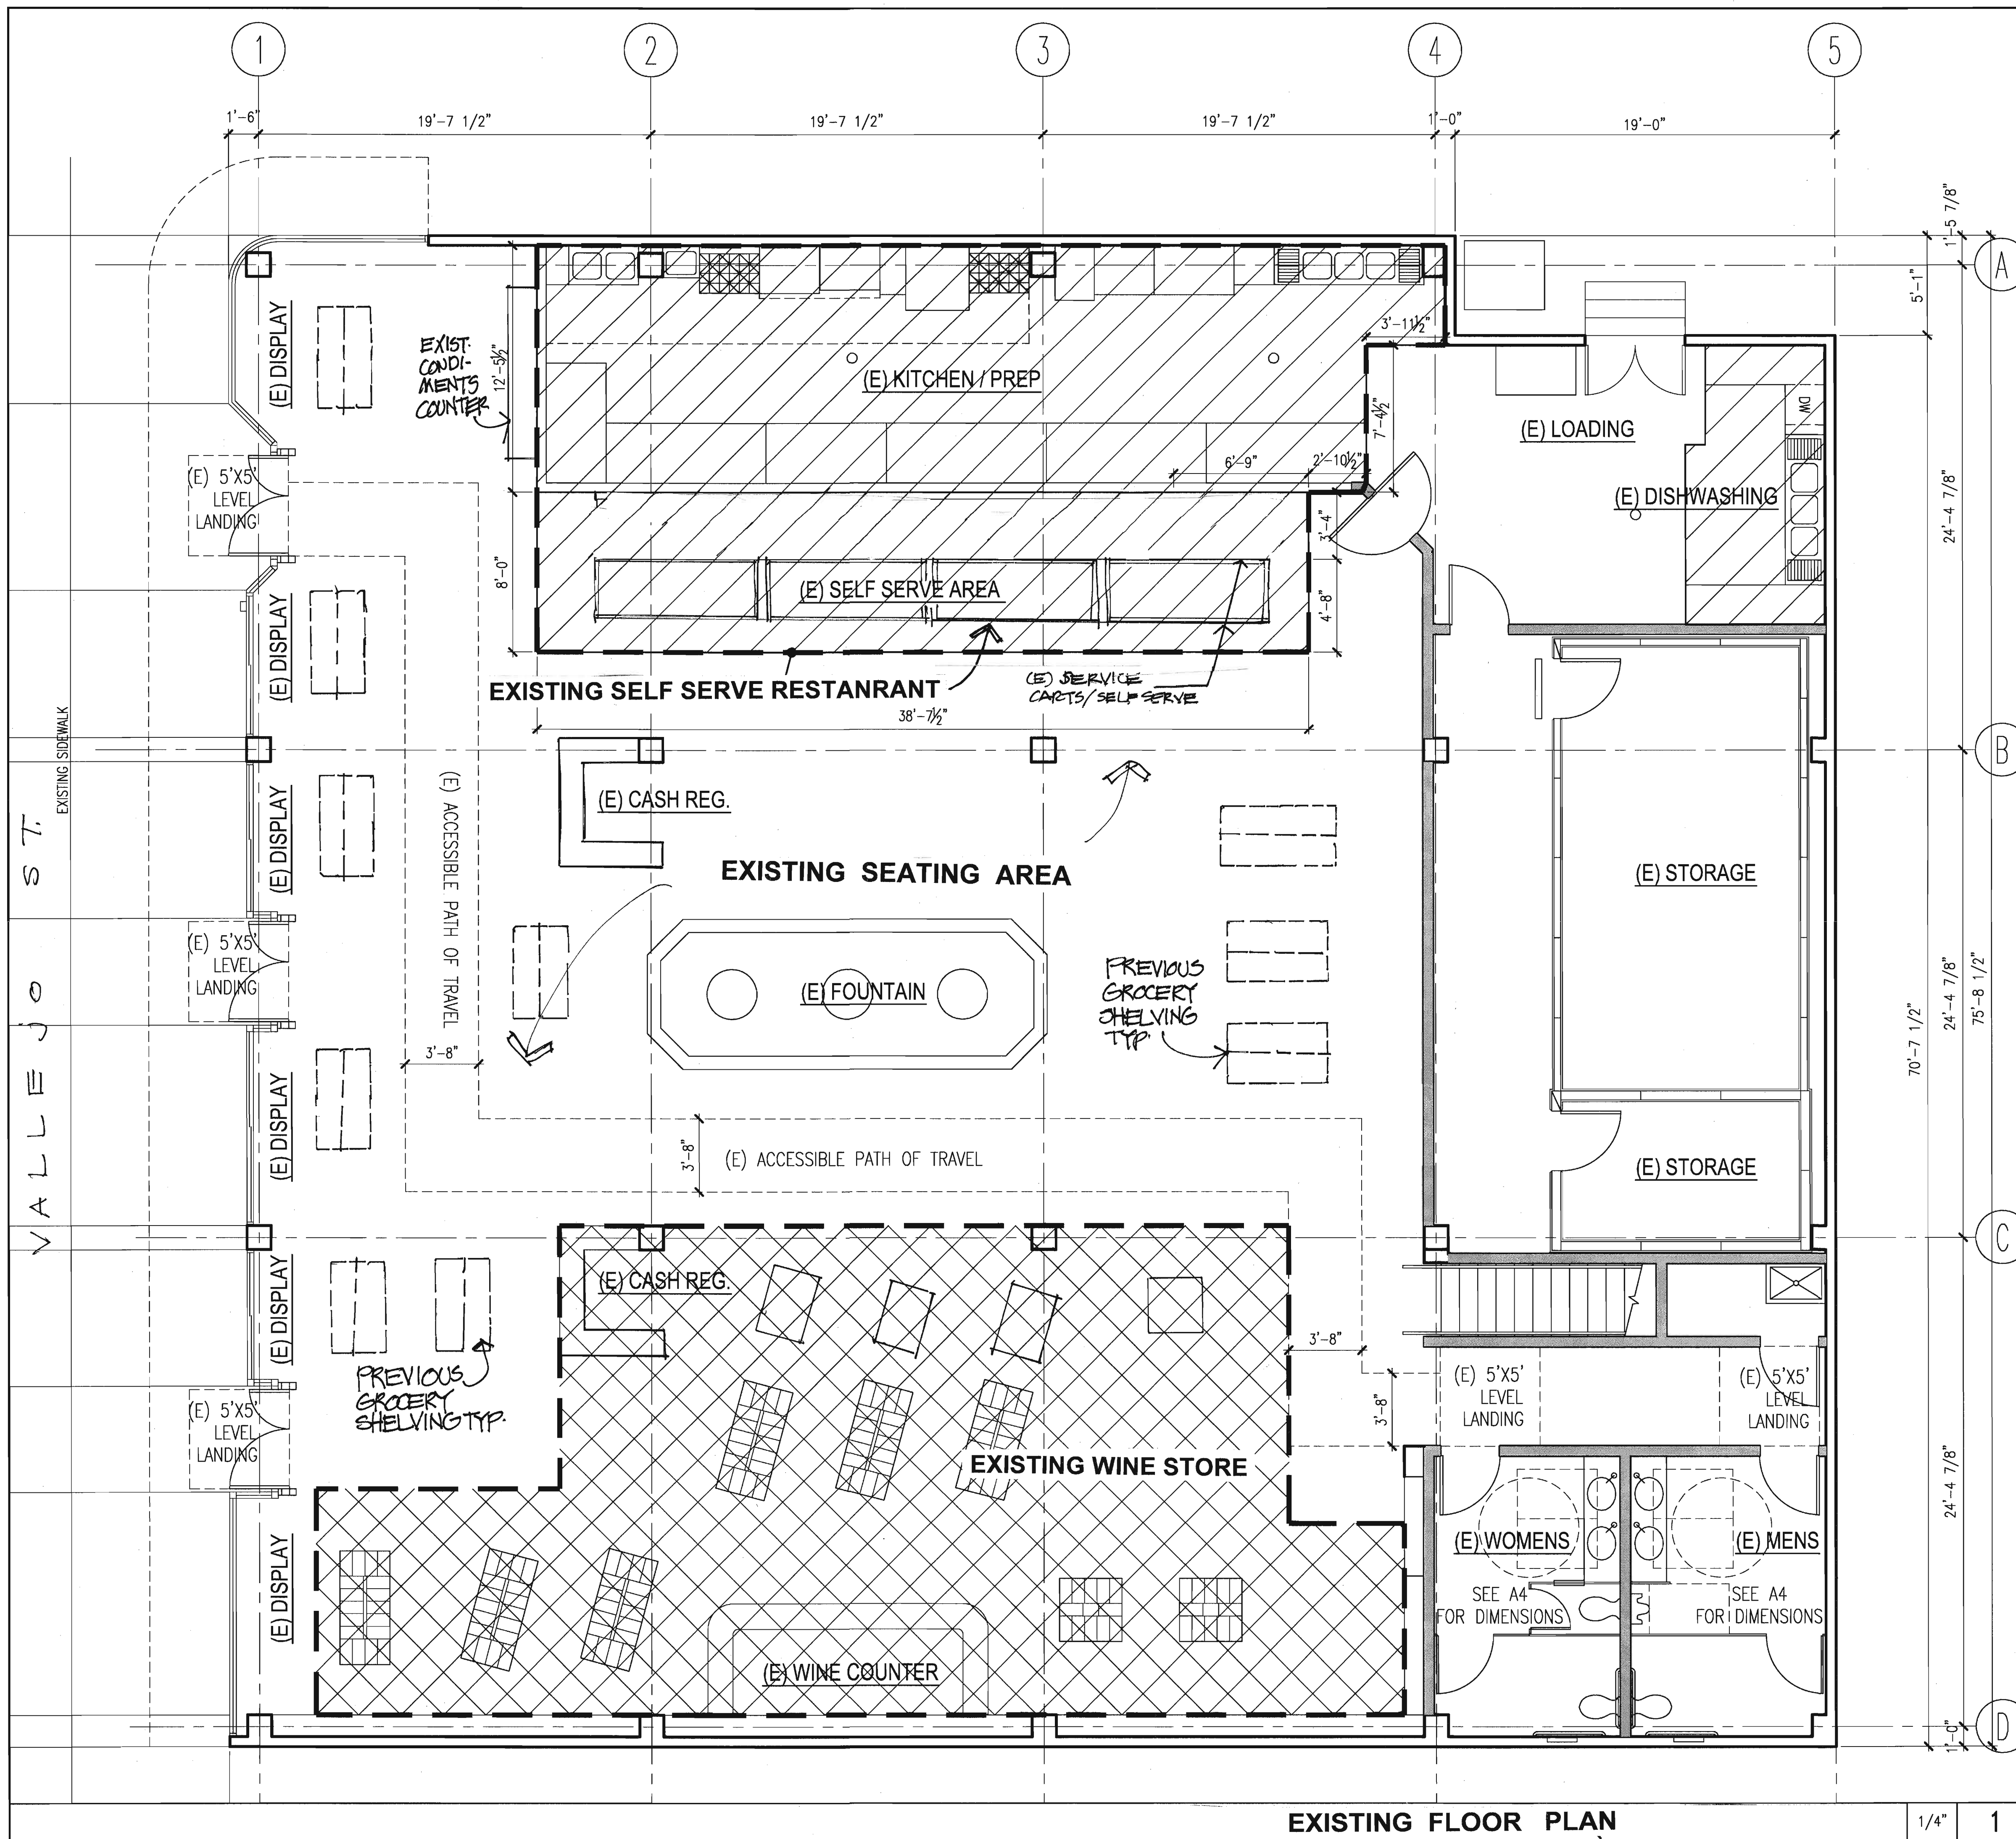 1
2
3
4
5
1'-6"
19'-7 1/2"
19'-7 1/2"
19'-7 1/2"
1'-0"
19'-0"
1'-5 7/8"
A
5'-1"
(E) DISPLAY
EXIST.
CONDI-
MENTS
COUNTER
12'-5½"
3'-11½"
(E) KITCHEN / PREP
7'-4½"
DW
(E) LOADING
(E) 5'X5'
LEVEL
LANDING
6'-9"
2'-10½"
(E) DISHWASHING
24'-4 7/8"
3'-4"
8'-0"
(E) SELF SERVE AREA
4'-8"
(E) DISPLAY
EXISTING SELF SERVE RESTANRANT
(E) SERVICE
CARTS/SELF SERVE
38'-7½"
EXISTING SIDEWALK
B
VALLEJO ST.
(E) DISPLAY
(E) ACCESSIBLE PATH OF TRAVEL
(E) CASH REG.
EXISTING SEATING AREA
(E) STORAGE
(E) 5'X5'
LEVEL
LANDING
(E) FOUNTAIN
PREVIOUS
GROCERY
SHELVING
TYP.
24'-4 7/8"
75'-8 1/2"
70'-7 1/2"
3'-8"
(E) DISPLAY
3'-8"
(E) ACCESSIBLE PATH OF TRAVEL
(E) STORAGE
C
(E) DISPLAY
(E) CASH REG.
3'-8"
PREVIOUS
GROCERY
SHELVING TYP.
(E) 5'X5'
LEVEL
LANDING
3'-8"
(E) 5'X5'
LEVEL
LANDING
(E) 5'X5'
LEVEL
LANDING
EXISTING WINE STORE
24'-4 7/8"
(E) DISPLAY
(E) WOMENS
(E) MENS
SEE A4
FOR DIMENSIONS
SEE A4
FOR DIMENSIONS
(E) WINE COUNTER
1'-0"
D
EXISTING FLOOR PLAN
1/4"
1